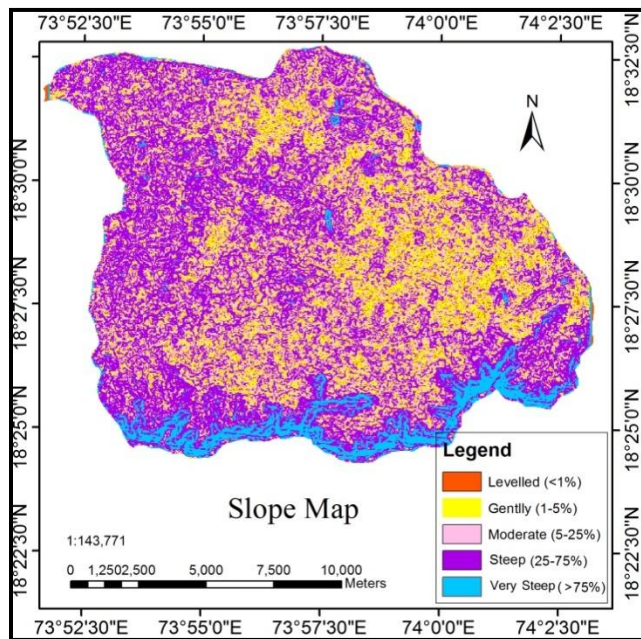 73°52'30"E 73°55'0"E 73°57'30"E 74°0'0"E 74°2'30"E
18°32'30"N
18°30'0"N
18°27'30"N
18°25'0"N
18°22'30"N
N
18°32'30"N
18°30'0"N
18°27'30"N
18°25'0"N
18°22'30"N
Legend
Levelled (<1%)
Gentlly (1-5%)
Moderate (5-25%)
Steep (25-75%)
Very Steep (>75%)
Slope Map
1:143,771
0 1,250 2,500 5,000 7,500 10,000
Meters
73°52'30"E 73°55'0"E 73°57'30"E 74°0'0"E 74°2'30"E